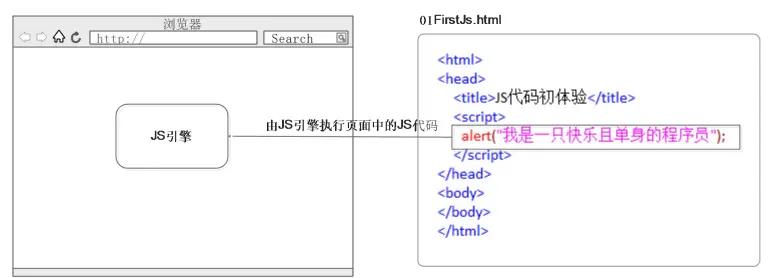 浏览器
http://
Search
JS引擎
由JS引擎执行页面中的JS代码
01FirstJs.html
<html>
<head>
<title>JS代码初体验</title>
<script>
alert("我是一只快乐且单身的程序员");
</script>
</head>
<body>
</body>
</html>